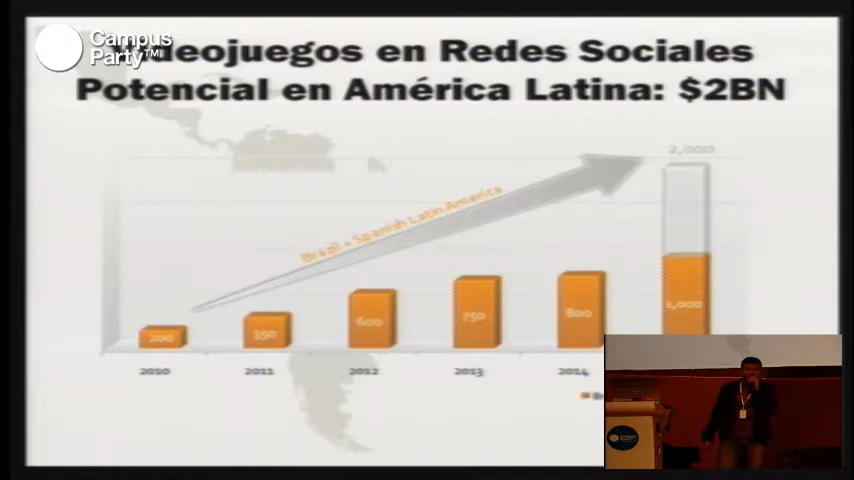 Campus
Party™
eojuegos en Redes Sociales
Potencial en América Latina: $2BN
2,000
Brazil + Spanish Latin America
200
350
600
750
800
1,000
2010
2011
2012
2013
2014